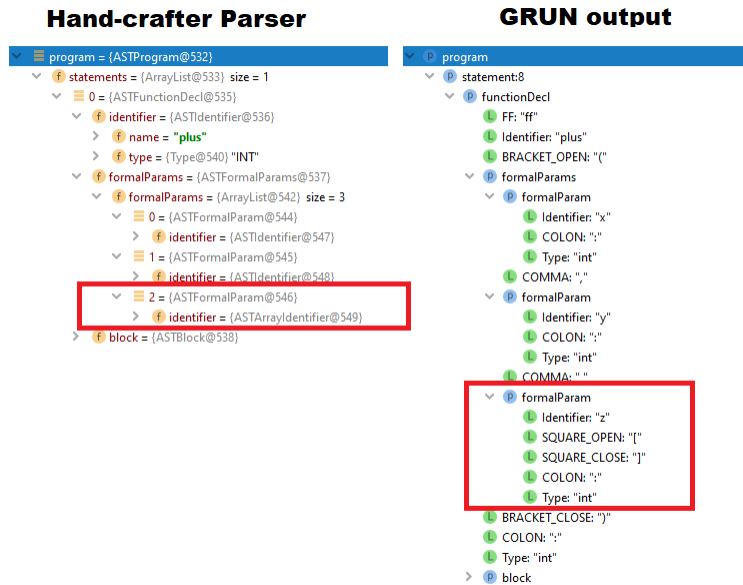 Hand-crafter Parser
program = {ASTProgram@532}
f statements = {ArrayList@533} size = 1
0 = {ASTFunctionDecl@535}
f identifier = {ASTIdentifier@536}
f name = "plus"
f type = {Type@540} "INT"
f formalParams = {ASTFormalParams@537}
f formalParams = {ArrayList@542} size = 3
0 = {ASTFormalParam@544}
f identifier = {ASTIdentifier@547}
1 = {ASTFormalParam@545}
f identifier = {ASTIdentifier@548}
2 = {ASTFormalParam@546}
f identifier = {ASTArrayIdentifier@549}
f block = {ASTBlock@538}
GRUN output
p program
p statement:8
p functionDecl
L FF: "ff"
L Identifier: "plus"
L BRACKET_OPEN: "("
p formalParams
p formalParam
L Identifier: "x"
L COLON: ":"
L Type: "int"
L COMMA: ","
p formalParam
L Identifier: "y"
L COLON: ":"
L Type: "int"
L COMMA: ","
p formalParam
L Identifier: "z"
L SQUARE_OPEN: "["
L SQUARE_CLOSE: "]"
L COLON: ":"
L Type: "int"
L BRACKET_CLOSE: ")"
L COLON: ":"
L Type: "int"
p block